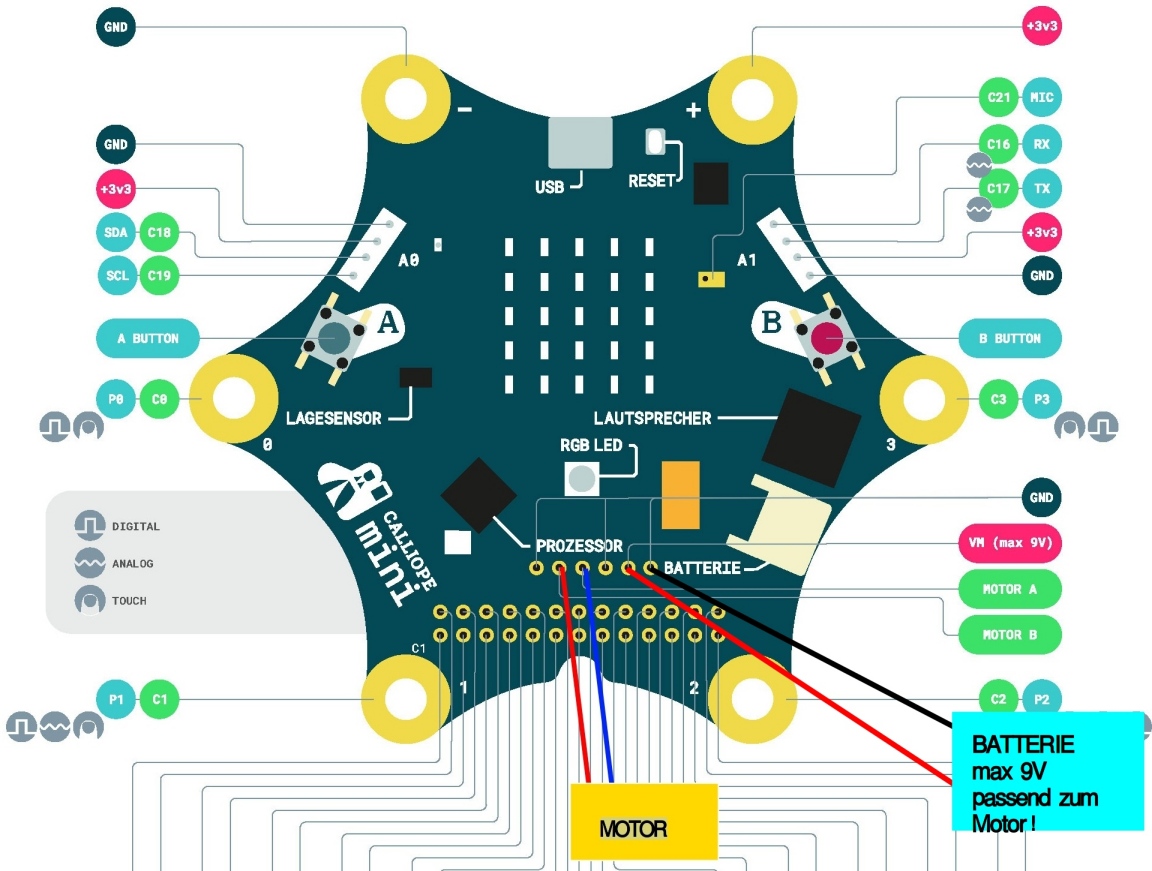 GND
+3v3
- +
C21 MIC
GND
C16 RX
USB
RESET
+3v3
C17 TX
SDA C18
+3v3
A0
A1
SCL C19
GND
A BUTTON
A
B
B BUTTON
P0 C0
C3 P3
LAGESENSOR
LAUTSPRECHER
0
RGB LED
3
CALLIOPE
mini
GND
DIGITAL
PROZESSOR
VM (max 9V)
ANALOG
BATTERIE
MOTOR A
TOUCH
MOTOR B
C1
1
2
P1 C1
C2 P2
BATTERIE
max 9V
passend zum
Motor !
MOTOR